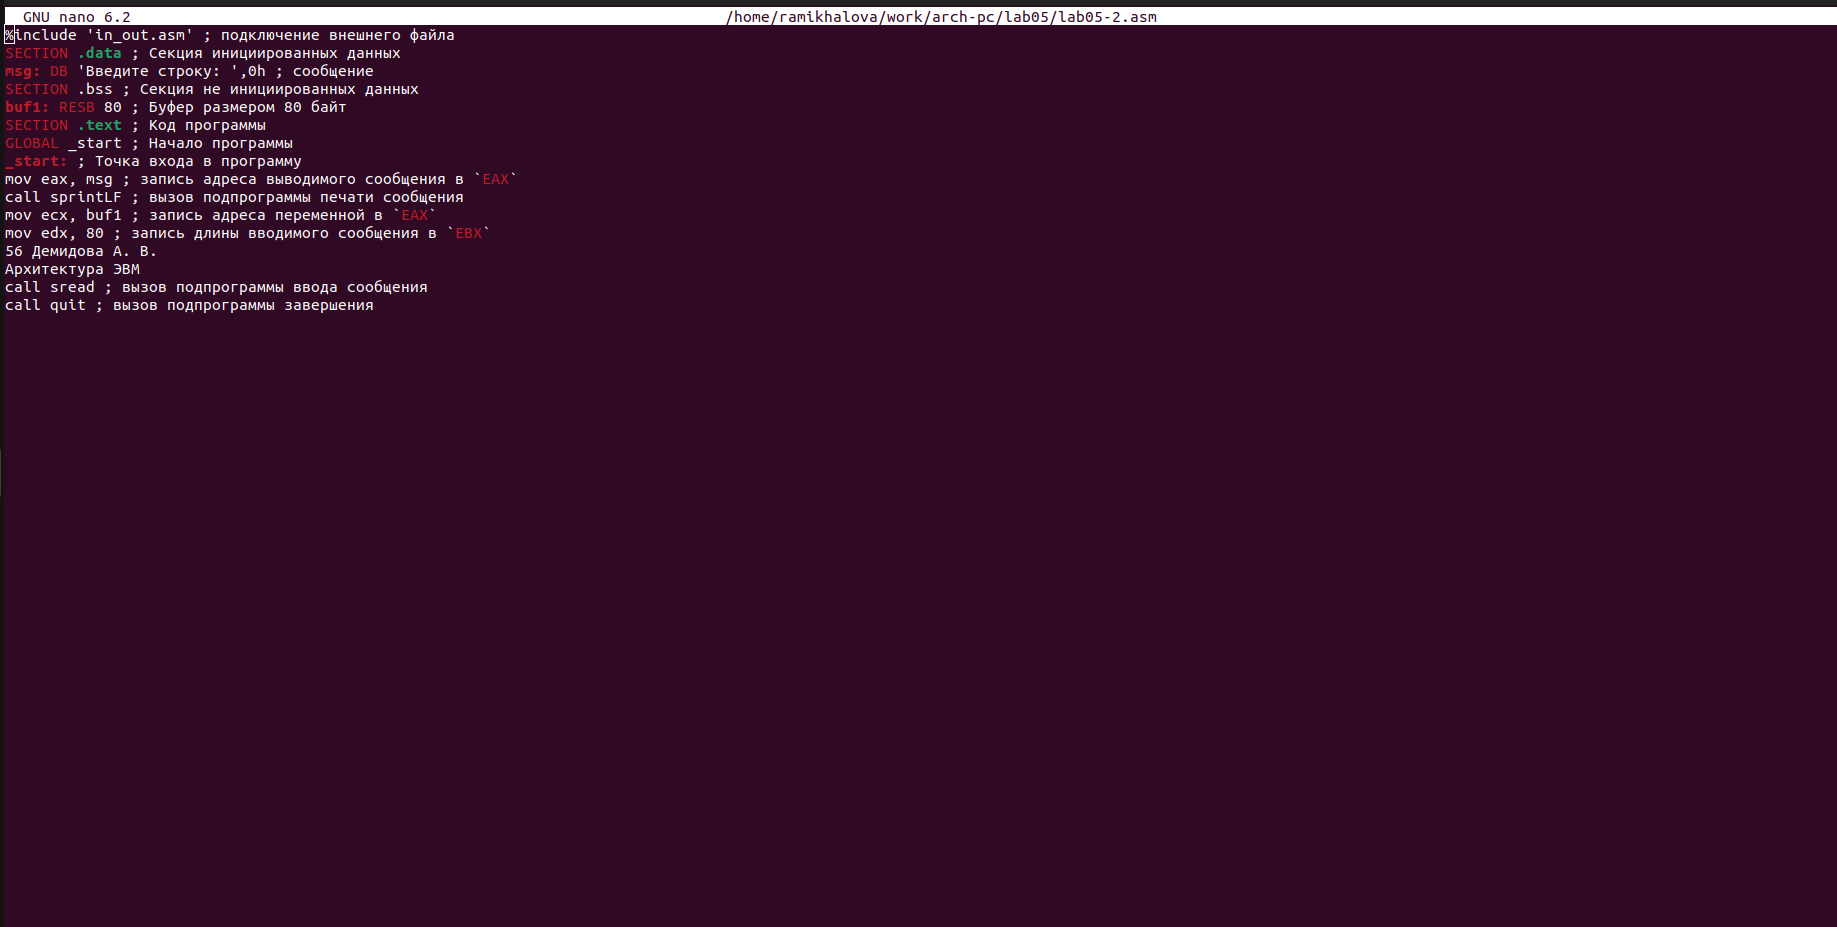 GNU nano 6.2 /home/ramikhalova/work/arch-pc/lab05/lab05-2.asm
%include 'in_out.asm' ; подключение внешнего файла
SECTION .data ; Секция инициированных данных
msg: DB 'Введите строку: ',0h ; сообщение
SECTION .bss ; Секция не инициированных данных
buf1: RESB 80 ; Буфер размером 80 байт
SECTION .text ; Код программы
GLOBAL _start ; Начало программы
_start: ; Точка входа в программу
mov eax, msg ; запись адреса выводимого сообщения в `EAX`
call sprintLF ; вызов подпрограммы печати сообщения
mov ecx, buf1 ; запись адреса переменной в `EAX`
mov edx, 80 ; запись длины вводимого сообщения в `EBX`
56 Демидова А. В.
Архитектура ЭВМ
call sread ; вызов подпрограммы ввода сообщения
call quit ; вызов подпрограммы завершения